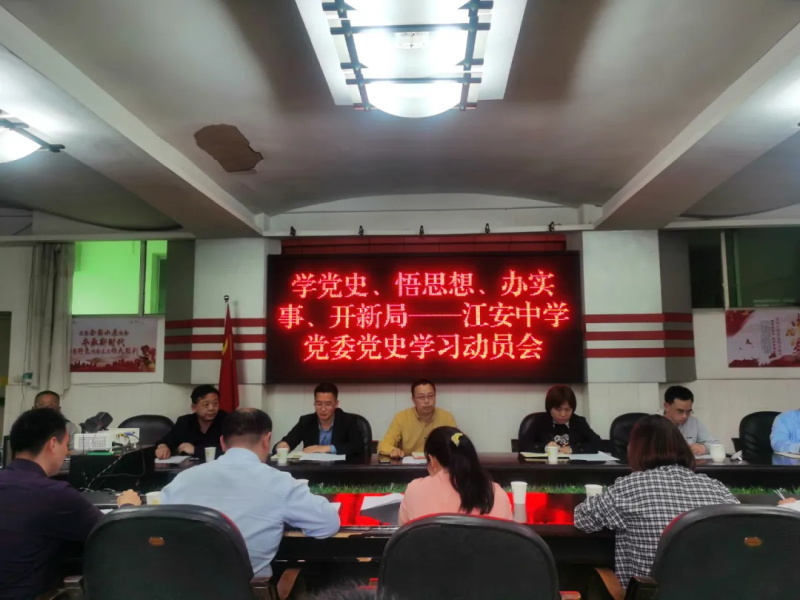 学党史、悟思想、办实
事、开新局——江安中学
党委党史学习动员会